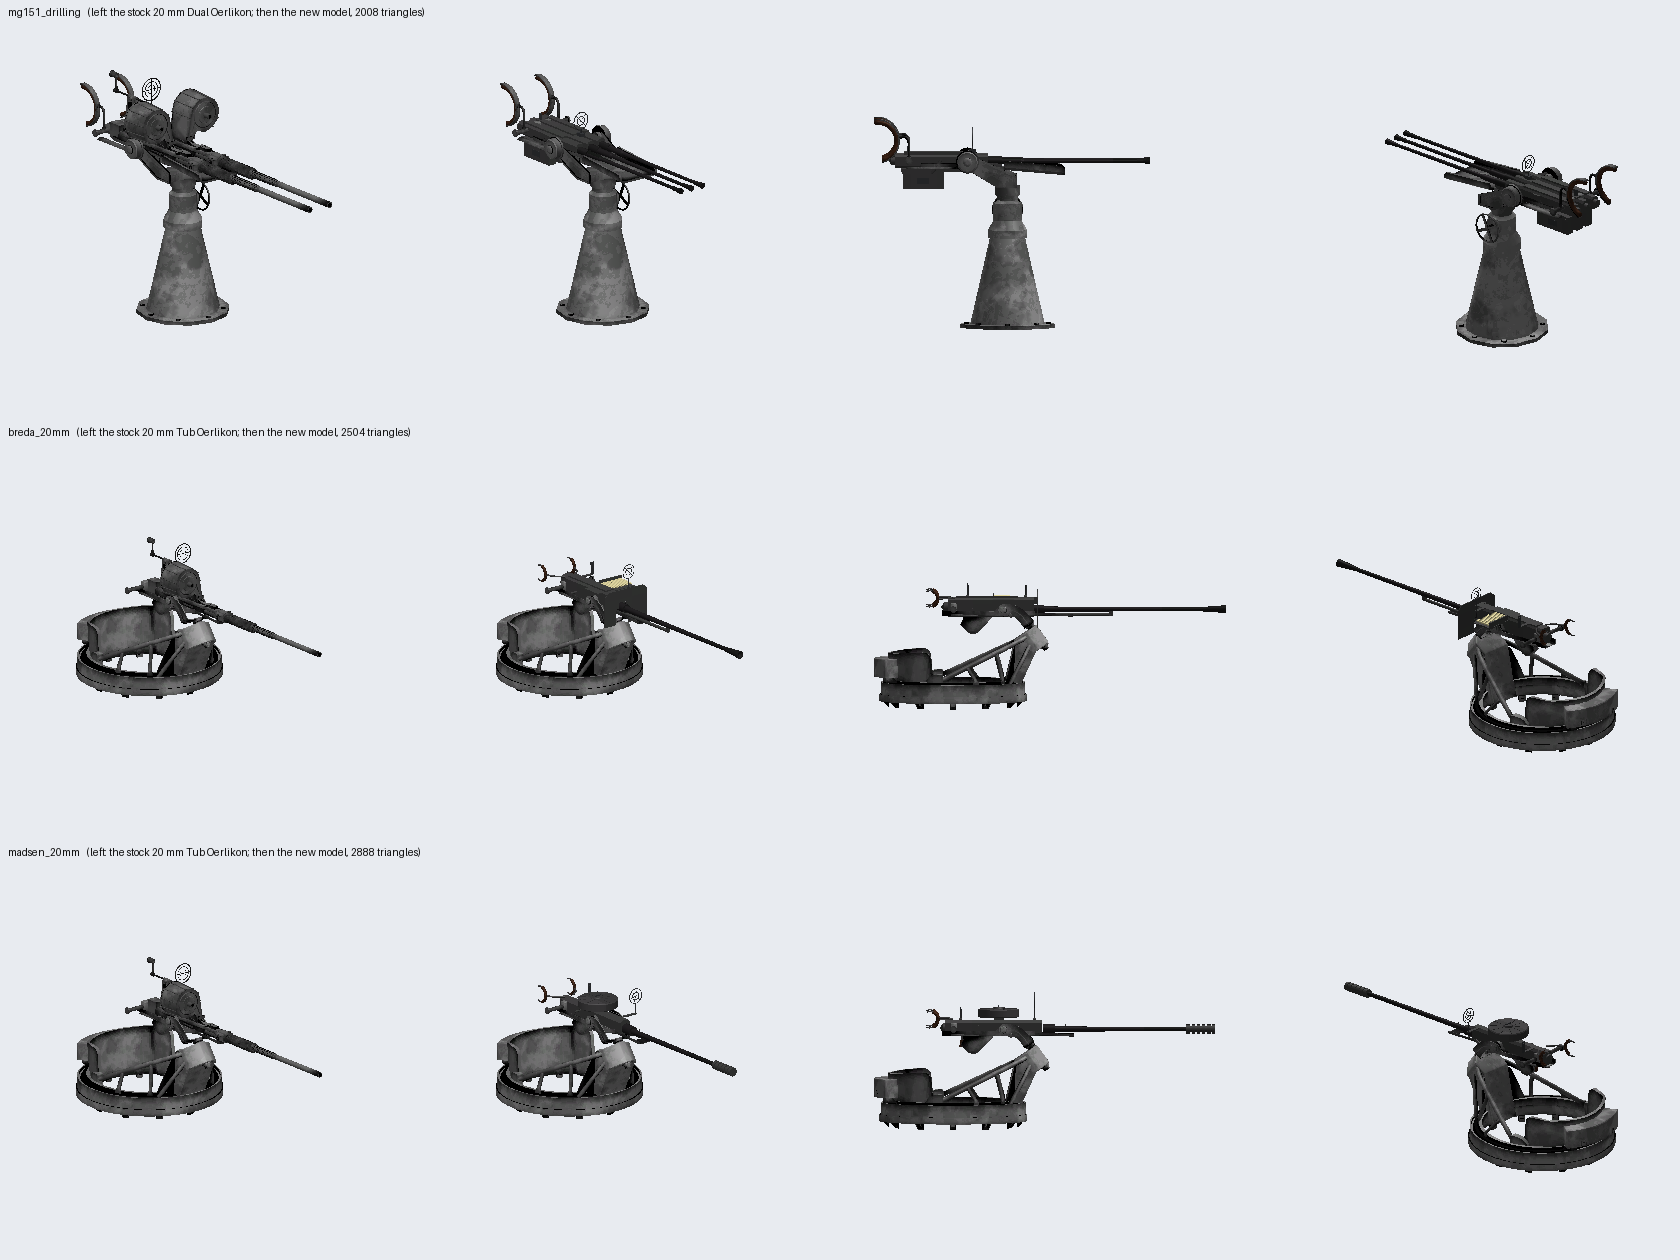 mg151_drilling (left the stock 20 mm Dual Oerlikon; then the new model, 2008 triangles)
breda_20mm (left the stock 20 mm Tub Oerlikon; then the new model, 2504 triangles)
madsen_20mm (left the stock 20 mm Tub Oerlikon; then the new model, 2888 triangles)